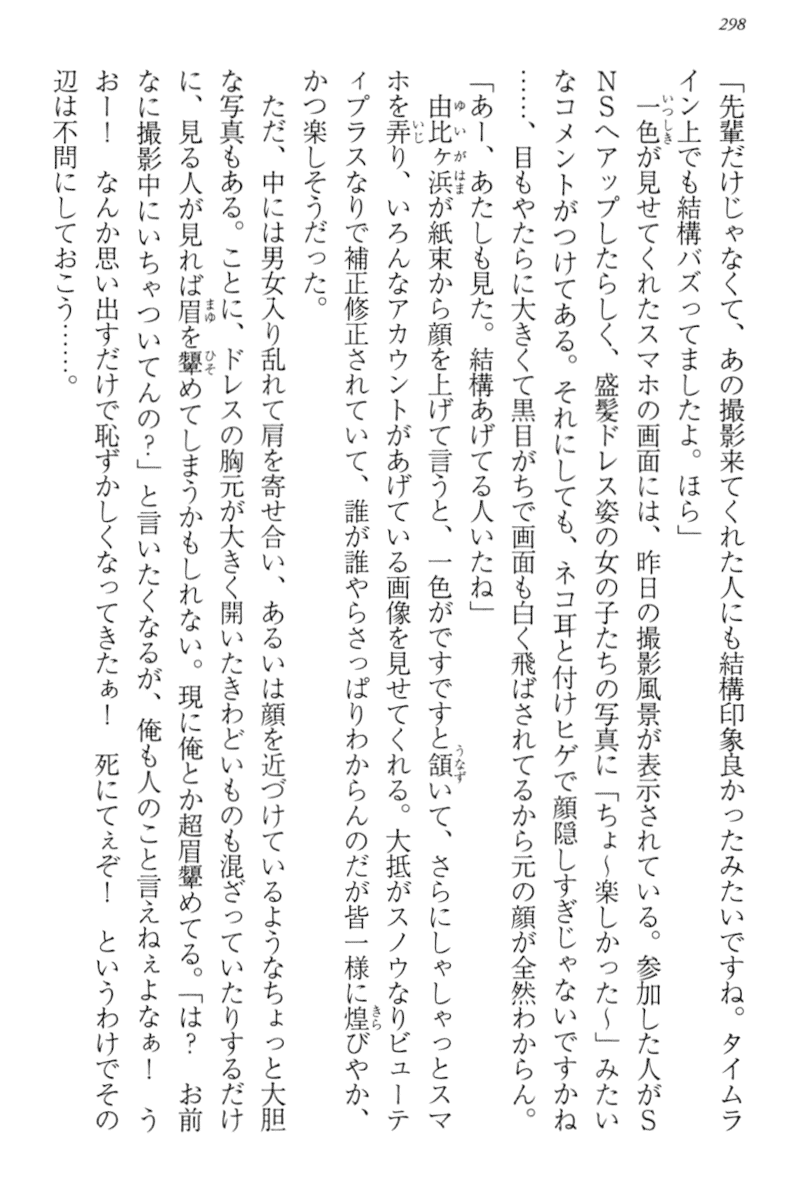 298
「先輩だけじゃなくて、あの撮影来てくれた人にも結構印象良かったみたいですね。タイムラ
イン上でも結構バズってましたよ。ほら」
　一色が見せてくれたスマホの画面には、昨日の撮影風景が表示されている。参加した人がS
NSへアップしたらしく、盛髪ドレス姿の女の子たちの写真に「ちょ〜楽しかった〜」みたい
なコメントがつけてある。それにしても、ネコ耳と付けヒゲで顔隠しすぎじゃないですかね
……、目もやたらに大きくて黒目がちで画面も白く飛ばされてるから元の顔が全然わからん。
「あー、あたしも見た。結構あげてる人いたね」
　由比ヶ浜が紙束から顔を上げて言うと、一色がですですと頷いて、さらにしゃしゃっとスマ
ホを弄り、いろんなアカウントがあげている画像を見せてくれる。大抵がスノウなりビューテ
ィプラスなりで補正修正されていて、誰が誰やらさっぱりわからんのだが皆一様に煌びやか、
かつ楽しそうだった。
　ただ、中には男女入り乱れて肩を寄せ合い、あるいは顔を近づけているようなちょっと大胆
な写真もある。ことに、ドレスの胸元が大きく開いたきわどいものも混ざっていたりするだけ
に、見る人が見れば眉を顰めてしまうかもしれない。現に俺とか超眉顰めてる。「は？　お前
なに撮影中にいちゃついてんの？」と言いたくなるが、俺も人のこと言えねぇよなぁ！　う
おー！　なんか思い出すだけで恥ずかしくなってきたぁ！　死にてぇぞ！　というわけでその
辺は不問にしておこう……。